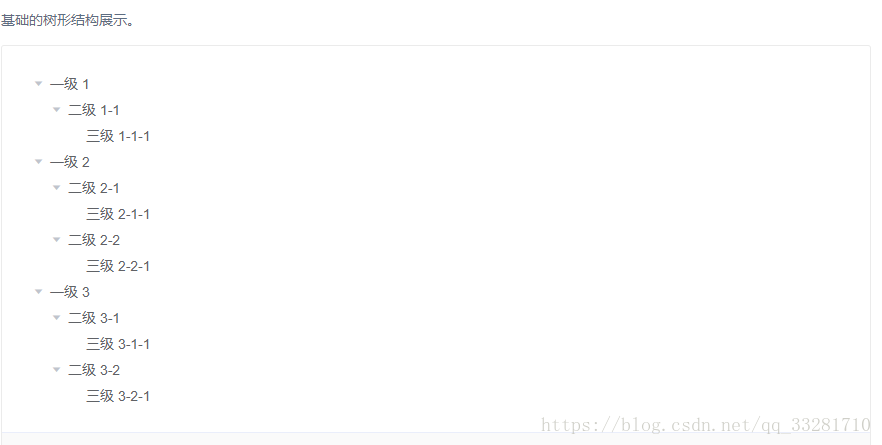 基础的树形结构展示。
一级 1
二级 1-1
三级 1-1-1
一级 2
二级 2-1
三级 2-1-1
二级 2-2
三级 2-2-1
一级 3
二级 3-1
三级 3-1-1
二级 3-2
三级 3-2-1
https://blog.csdn.net/qq_33281710